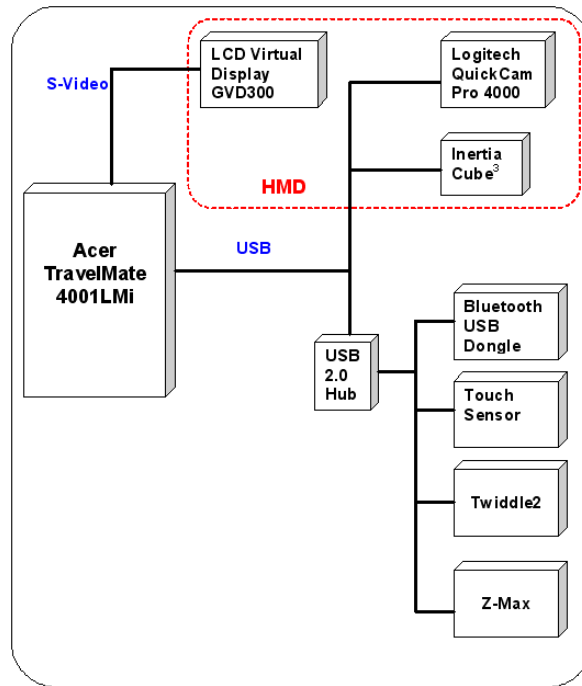 LCD Virtual
Display
GVD300
Logitech
QuickCam
Pro 4000
S-Video
Inertia
Cube³
HMD
Acer
TravelMate
4001LMi
USB
Bluetooth
USB
Dongle
USB
2.0
Hub
Touch
Sensor
Twiddle2
Z-Max